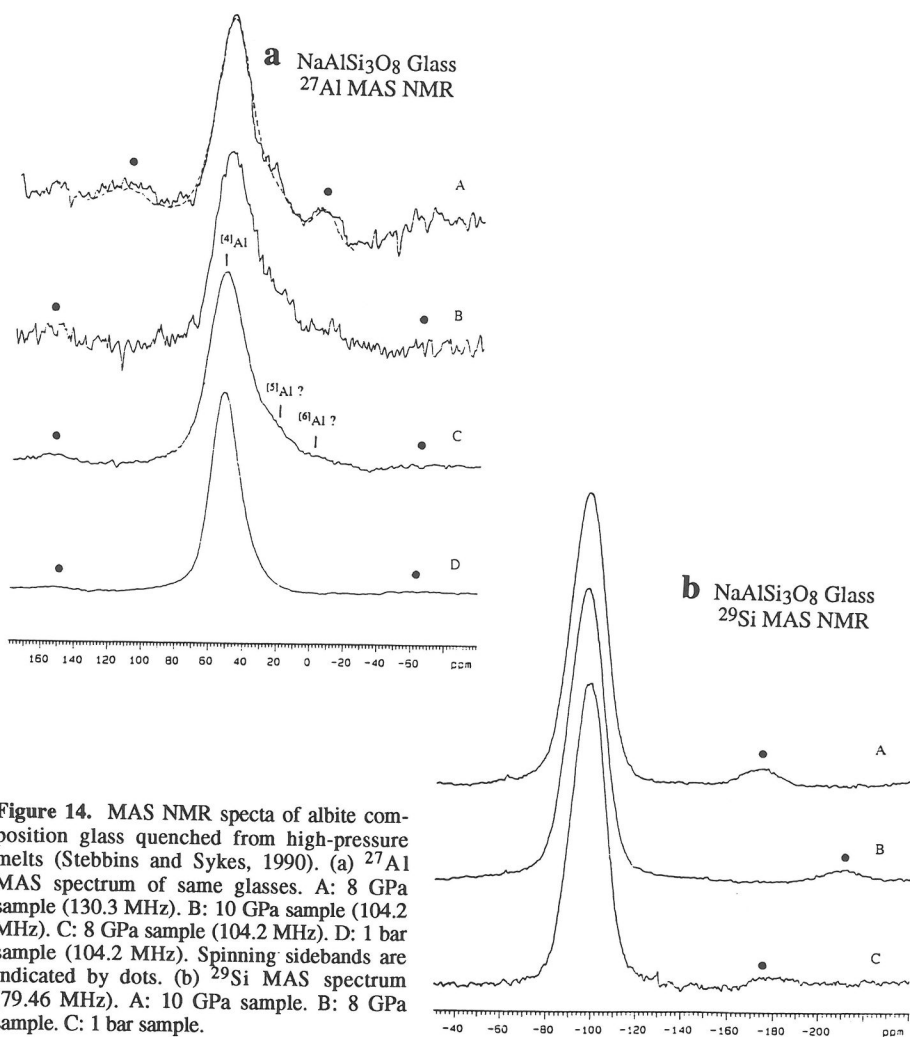 a NaAlSi3O8 Glass
27Al MAS NMR
A
[4]Al
B
[5]Al ?
[6]Al ?
C
D
160 140 120 100 80 60 40 20 0 -20 -40 -60 ppm
b NaAlSi3O8 Glass
29Si MAS NMR
A
B
C
-40 -60 -80 -100 -120 -140 -160 -180 -200 ppm
Figure 14. MAS NMR specta of albite com-
position glass quenched from high-pressure
melts (Stebbins and Sykes, 1990). (a) 27Al
MAS spectrum of same glasses. A: 8 GPa
sample (130.3 MHz). B: 10 GPa sample (104.2
MHz). C: 8 GPa sample (104.2 MHz). D: 1 bar
sample (104.2 MHz). Spinning sidebands are
indicated by dots. (b) 29Si MAS spectrum
(79.46 MHz). A: 10 GPa sample. B: 8 GPa
sample. C: 1 bar sample.